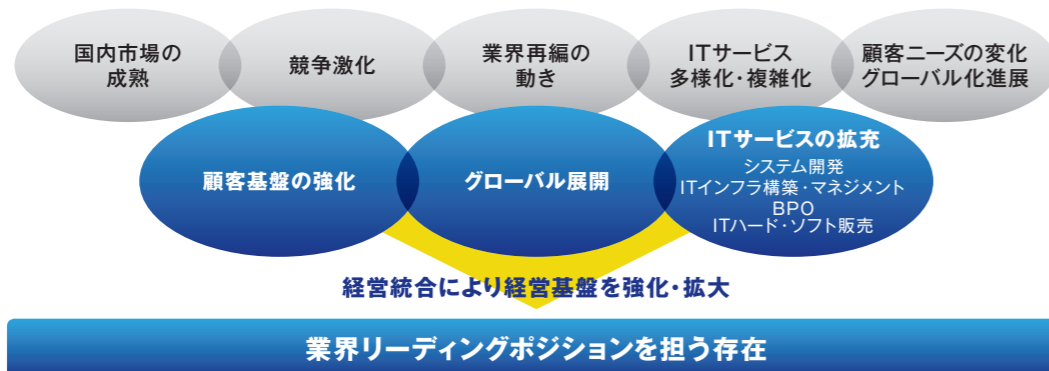 国内市場の
成熟
競争激化
業界再編の
動き
ITサービス
多様化・複雑化
顧客ニーズの変化
グローバル化進展
顧客基盤の強化
グローバル展開
ITサービスの拡充
システム開発
ITインフラ構築・マネジメント
BPO
ITハード・ソフト販売
経営統合により経営基盤を強化・拡大
業界リーディングポジションを担う存在